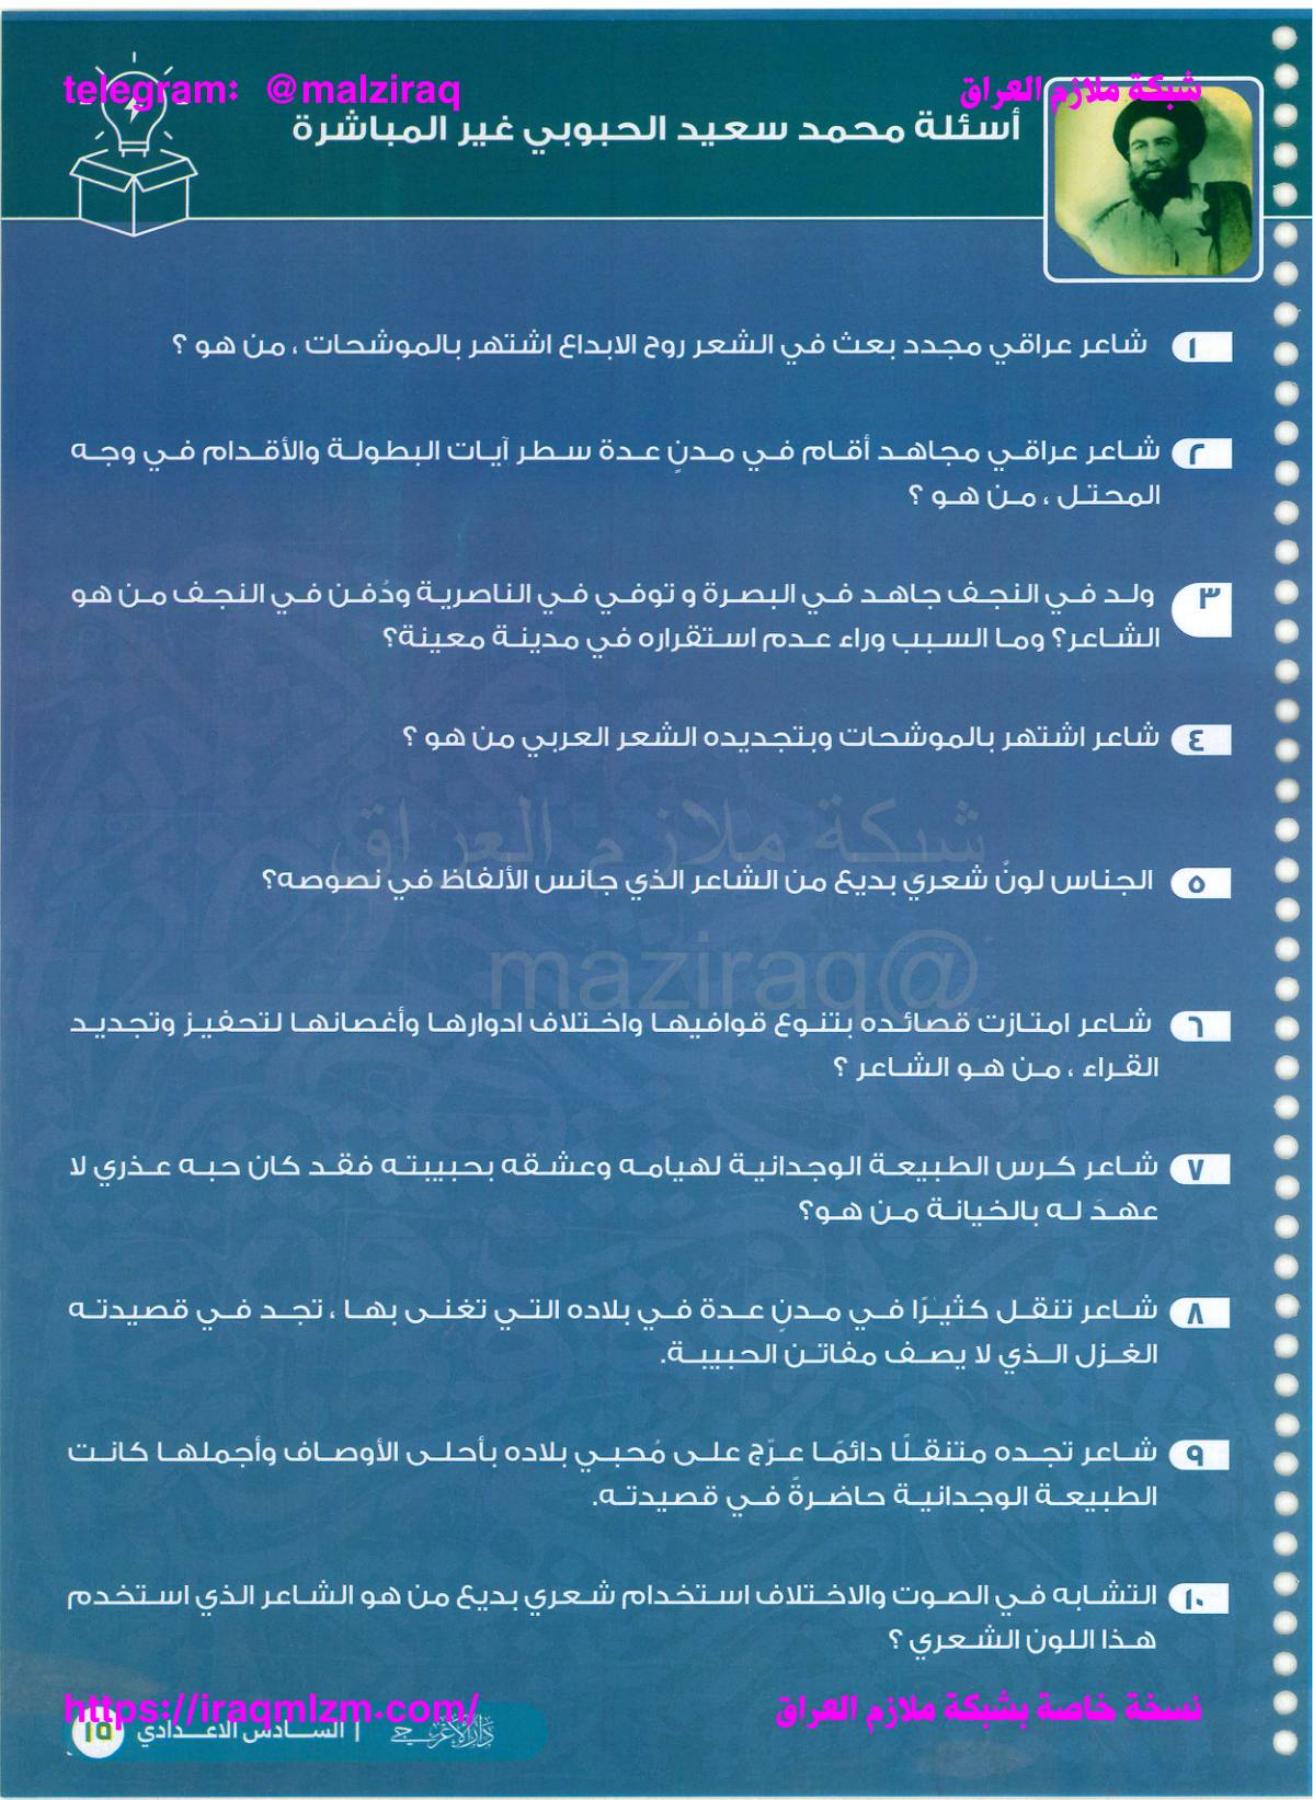 telegram: @malziraq
شبكة ملازم العراق
أسئلة محمد سعيد الحبوبي غير المباشرة
١ شاعر عراقي مجدد بعث في الشعر روح الابداع اشتهر بالموشحات ، من هو ؟
٢ شاعر عراقي مجاهد أقام في مدنٍ عدة سطر آيات البطولة والأقدام في وجه
المحتل ، من هو ؟
٣ ولد في النجف جاهد في البصرة و توفي في الناصرية ودُفن في النجف من هو
الشاعر؟ وما السبب وراء عدم استقراره في مدينة معينة؟
٤ شاعر اشتهر بالموشحات وبتجديده الشعر العربي من هو ؟
شبكة ملازم العراق
٥ الجناس لونٌ شعري بديع من الشاعر الذي جانس الألفاظ في نصوصه؟
maziraq@
٦ شاعر امتازت قصائده بتنوع قوافيها واختلاف ادوارها وأغصانها لتحفيز وتجديد
القراء ، من هو الشاعر ؟
٧ شاعر كرس الطبيعة الوجدانية لهيامه وعشقه بحبيبته فقد كان حبه عذري لا
عهدَ له بالخيانة من هو؟
٨ شاعر تنقل كثيرًا في مدنٍ عدة في بلاده التي تغنى بها ، تجد في قصيدته
الغزل الذي لا يصف مفاتن الحبيبة.
٩ شاعر تجده متنقلًا دائمًا عرّج على مُحبي بلاده بأحلى الأوصاف وأجملها كانت
الطبيعة الوجدانية حاضرةً في قصيدته.
١٠ التشابه في الصوت والاختلاف استخدام شعري بديع من هو الشاعر الذي استخدم
هذا اللون الشعري ؟
نسخة خاصة بشبكة ملازم العراق
https://iraqmlzm.com/
دار الأعرجي | السادس الاعدادي ١٥